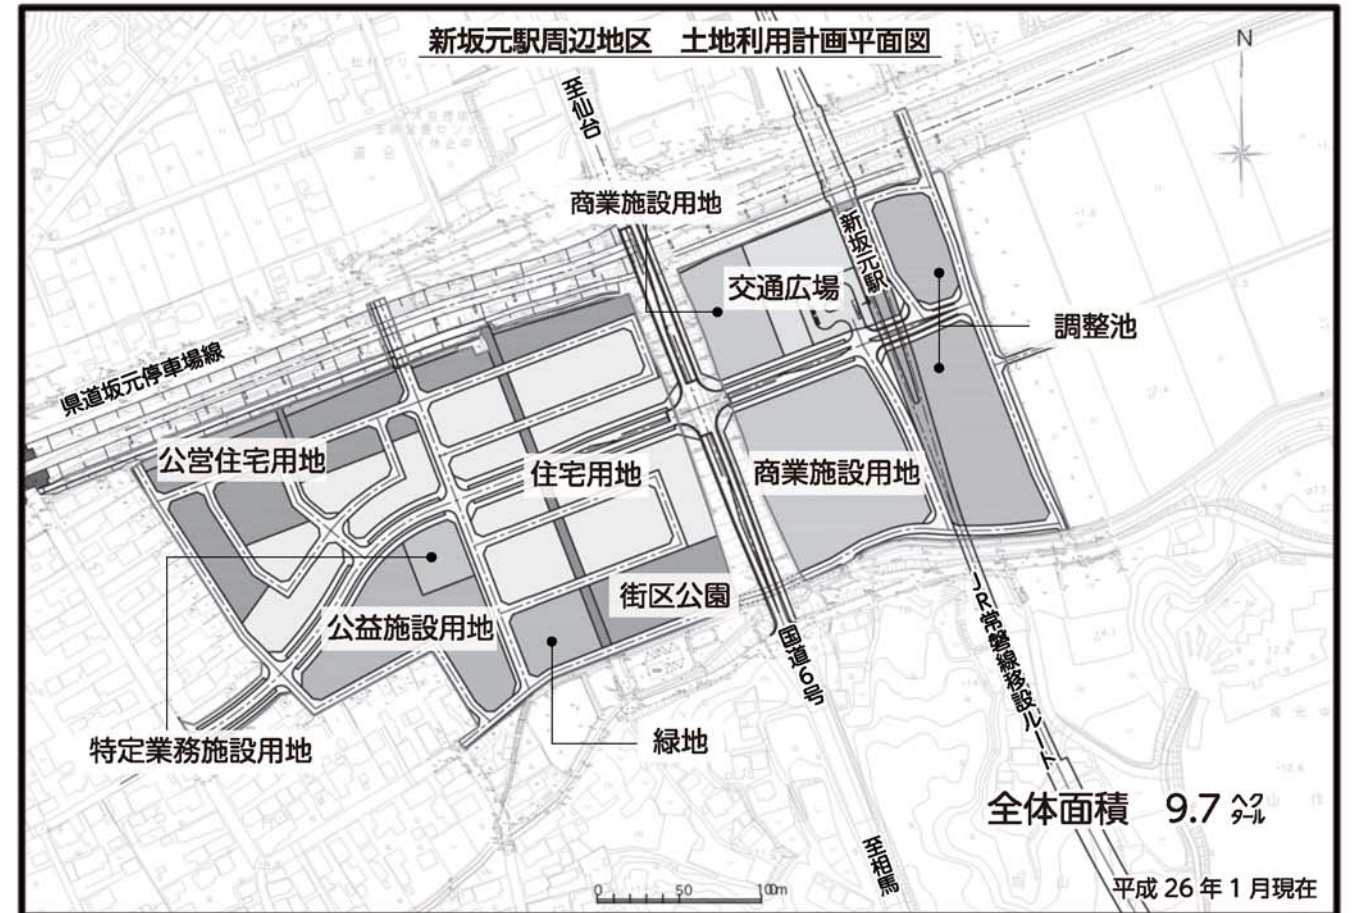 新坂元駅周辺地区　土地利用計画平面図
N
至仙台
商業施設用地
新坂元駅
交通広場
調整池
県道坂元停車場線
公営住宅用地
住宅用地
商業施設用地
街区公園
公益施設用地
国道6号
JR常磐線移設ルート
特定業務施設用地
緑地
全体面積　9.7ヘクタール
至相馬
0 50 100m
平成26年1月現在